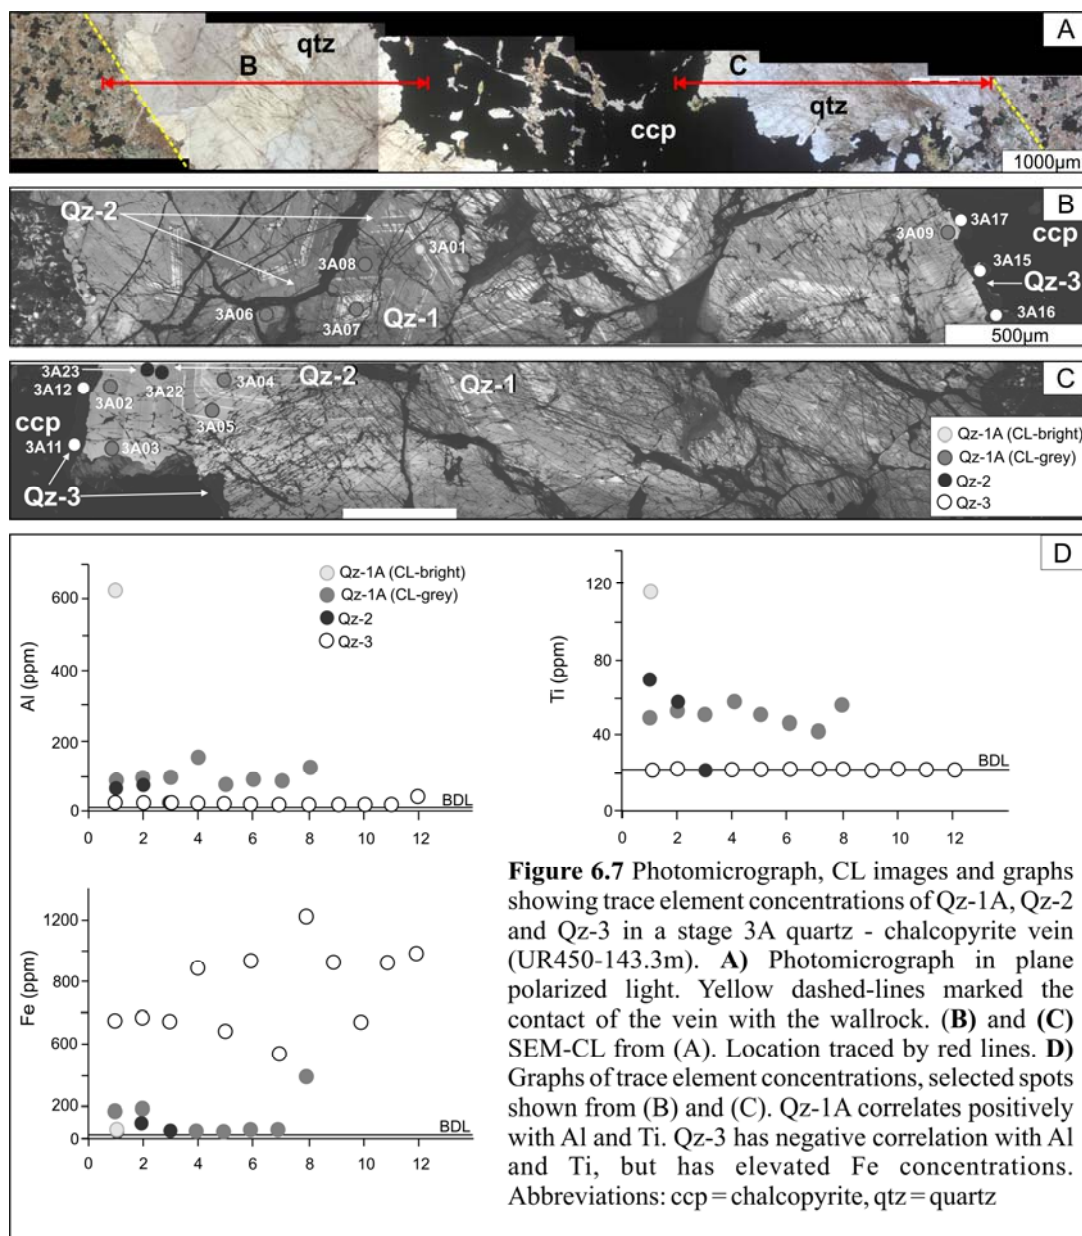 A
qtz
B
C
ccp
qtz
1000µm
B
Qz-2
3A01
3A08
3A06
3A07
Qz-1
3A09
3A17
ccp
3A15
Qz-3
3A16
500µm
C
3A23
3A12
3A02
3A22
Qz-2
3A04
Qz-1
ccp
3A05
3A11
3A03
Qz-3
Qz-1A (CL-bright)
Qz-1A (CL-grey)
Qz-2
Qz-3
D
Al (ppm)
600
400
300
200
100
0
BDL
0 2 4 6 8 10 12
Qz-1A (CL-bright)
Qz-1A (CL-grey)
Qz-2
Qz-3
Ti (ppm)
120
80
40
0
BDL
0 2 4 6 8 10 12
Fe (ppm)
1200
1000
800
600
400
200
0
BDL
0 2 4 6 8 10 12
Figure 6.7 Photomicrograph, CL images and graphs
showing trace element concentrations of Qz-1A, Qz-2
and Qz-3 in a stage 3A quartz - chalcopyrite vein
(UR450-143.3m). A) Photomicrograph in plane
polarized light. Yellow dashed-lines marked the
contact of the vein with the wallrock. (B) and (C)
SEM-CL from (A). Location traced by red lines. D)
Graphs of trace element concentrations, selected spots
shown from (B) and (C). Qz-1A correlates positively
with Al and Ti. Qz-3 has negative correlation with Al
and Ti, but has elevated Fe concentrations.
Abbreviations: ccp = chalcopyrite, qtz = quartz